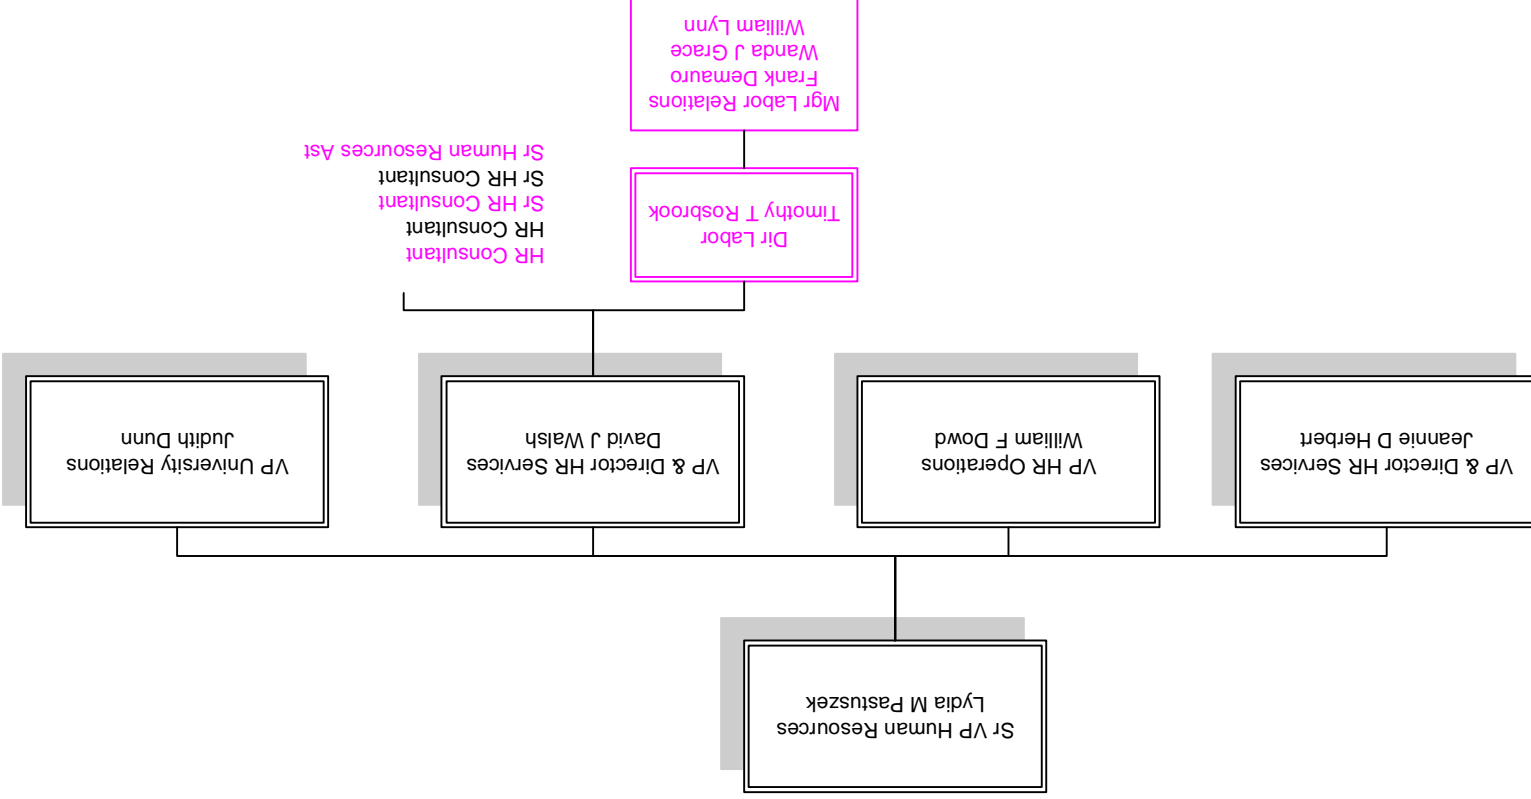 Sr VP Human Resources
Lydia M Pastuszek
VP & Director HR Services
Jeannie D Herbert
VP HR Operations
William F Dowd
VP & Director HR Services
David J Walsh
VP University Relations
Judith Dunn
Dir Labor
Timothy T Rosbrook
HR Consultant
HR Consultant
Sr HR Consultant
Sr HR Consultant
Sr Human Resources Ast
Mgr Labor Relations
Frank Demauro
Wanda J Grace
William Lynn